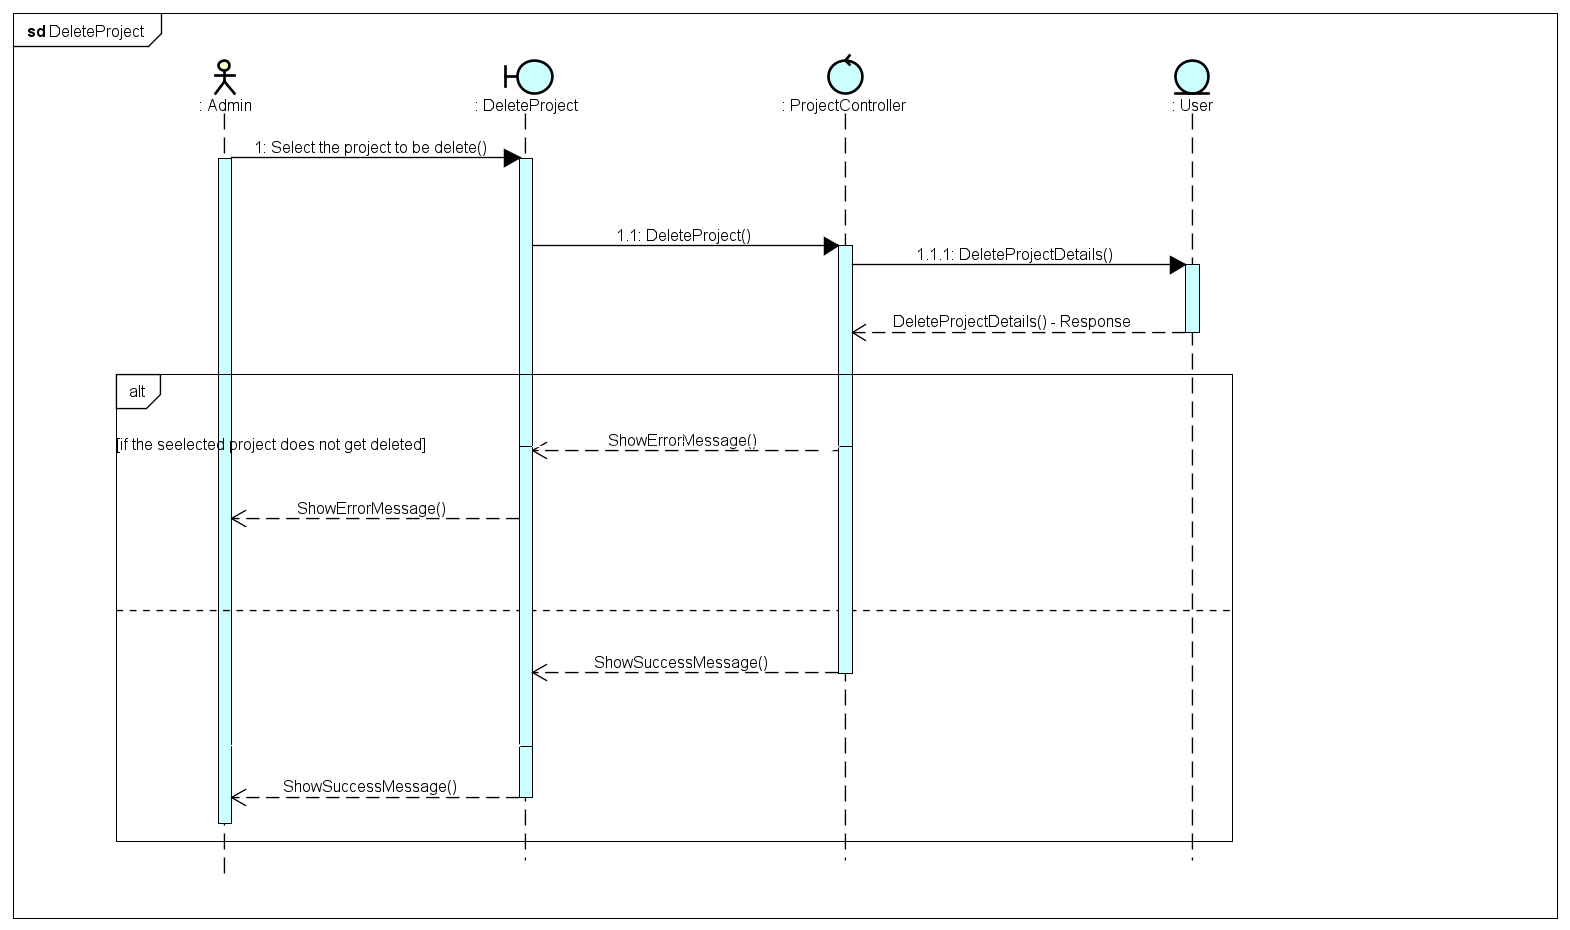 sd DeleteProject
: Admin
: DeleteProject
: ProjectController
: User
1: Select the project to be delete()
1.1: DeleteProject()
1.1.1: DeleteProjectDetails()
DeleteProjectDetails() - Response
alt
[if the seelected project does not get deleted]
ShowErrorMessage()
ShowErrorMessage()
ShowSuccessMessage()
ShowSuccessMessage()